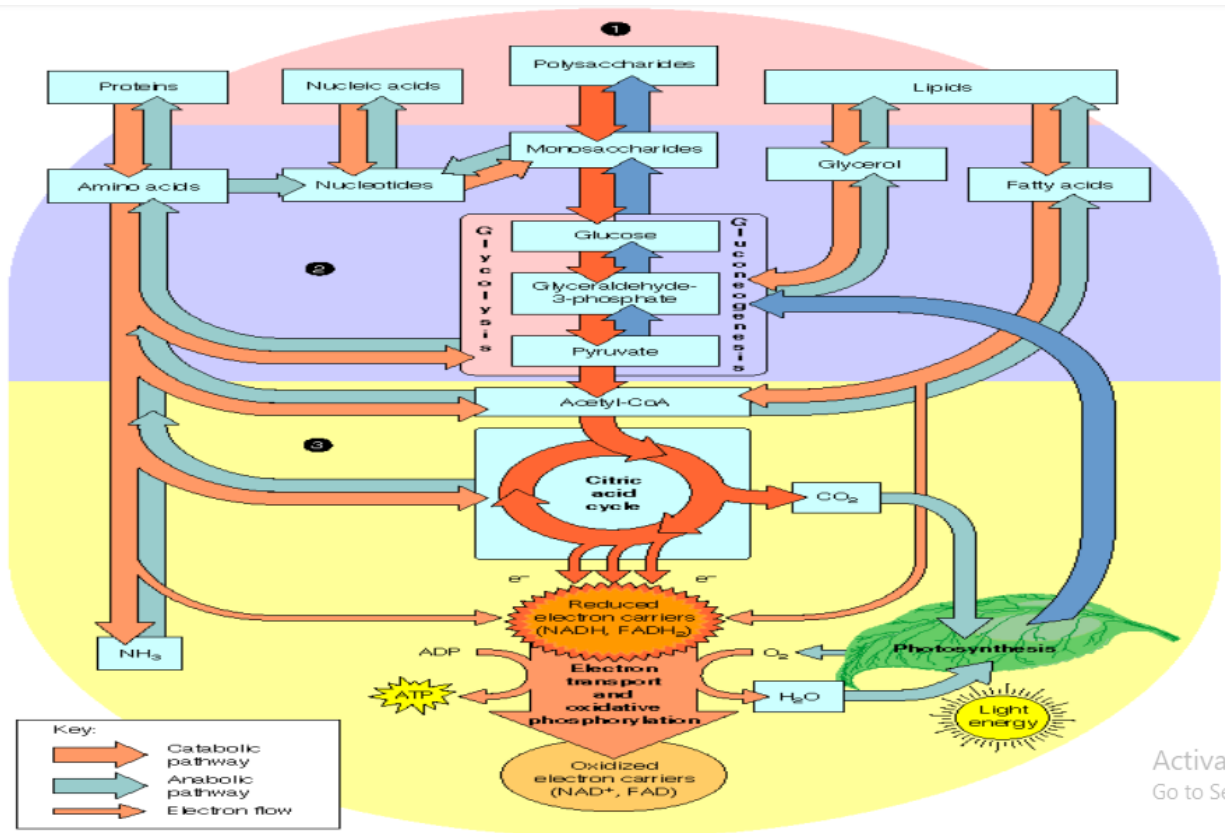 1
Polysaccharides
Proteins
Nucleic acids
Lipids
Monosaccharides
Glycerol
Amino acids
Nucleotides
Fatty acids
Glycolysis
Gluconeogenesis
Glucose
2
Glyceraldehyde-
3-phosphate
Pyruvate
Acetyl-CoA
3
Citric
acid
cycle
CO₂
e⁻
e⁻
Reduced
electron carriers
(NADH, FADH₂)
NH₃
ADP
ATP
Electron
transport
and
oxidative
phosphorylation
O₂
H₂O
Photosynthesis
Light
energy
Oxidized
electron carriers
(NAD⁺, FAD)
Key:
Catabolic
pathway
Anabolic
pathway
Electron flow
Activa
Go to Se